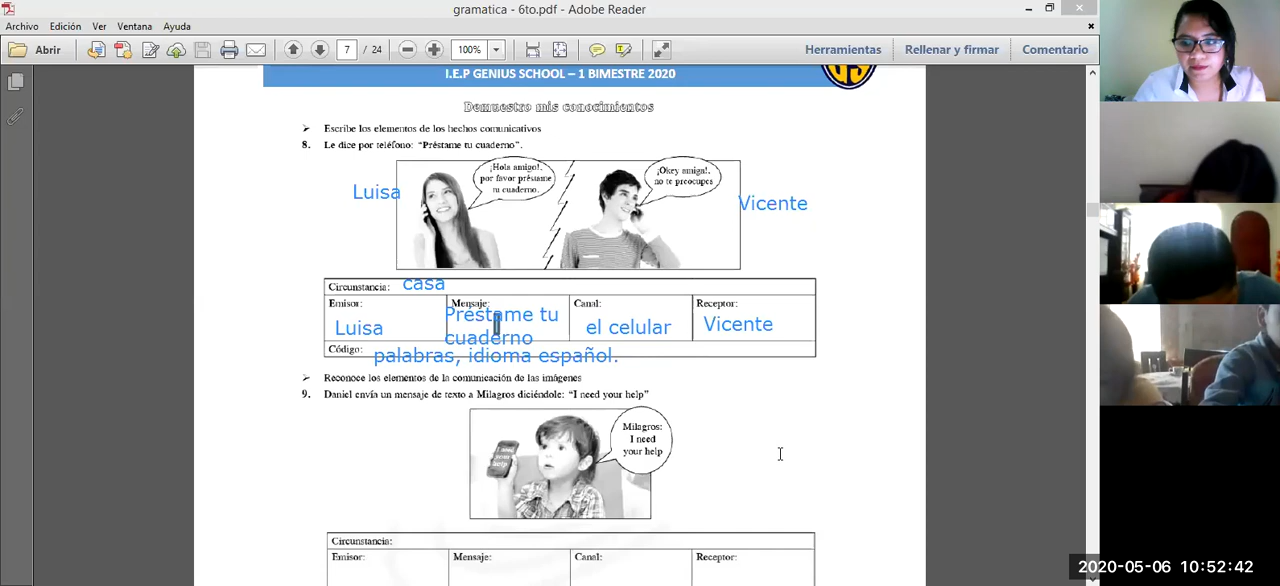 gramatica - 6to.pdf - Adobe Reader
Archivo Edición Ver Ventana Ayuda
Abrir 7 / 24 100% Herramientas Rellenar y firmar Comentario
I.E.P GENIUS SCHOOL – 1 BIMESTRE 2020
Demuestro mis conocimientos
➢ Escribe los elementos de los hechos comunicativos
8. Le dice por teléfono: “Préstame tu cuaderno”.
¡Hola amigo!,
por favor préstame
tu cuaderno.
¡Okey amiga!,
no te preocupes
Luisa
Vicente
Circunstancia: casa
Emisor: Mensaje: Canal: Receptor:
Luisa Préstame tu el celular Vicente
cuaderno
Código: palabras, idioma español.
➢ Reconoce los elementos de la comunicación de las imágenes
9. Daniel envía un mensaje de texto a Milagros diciéndole: “I need your help”
Milagros:
I need
your help
I need
your
help
Circunstancia:
Emisor: Mensaje: Canal: Receptor:
2020-05-06 10:52:42